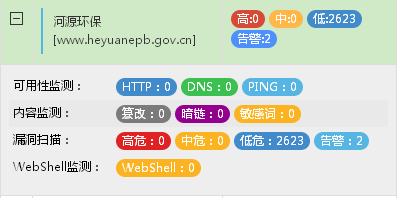 河源环保 高:0 中:0 低:2623
[www.heyuanepb.gov.cn] 告警:2
可用性监测： HTTP：0 DNS：0 PING：0
内容监测： 篡改：0 暗链：0 敏感词：0
漏洞扫描： 高危：0 中危：0 低危：2623 告警：2
WebShell监测： WebShell：0